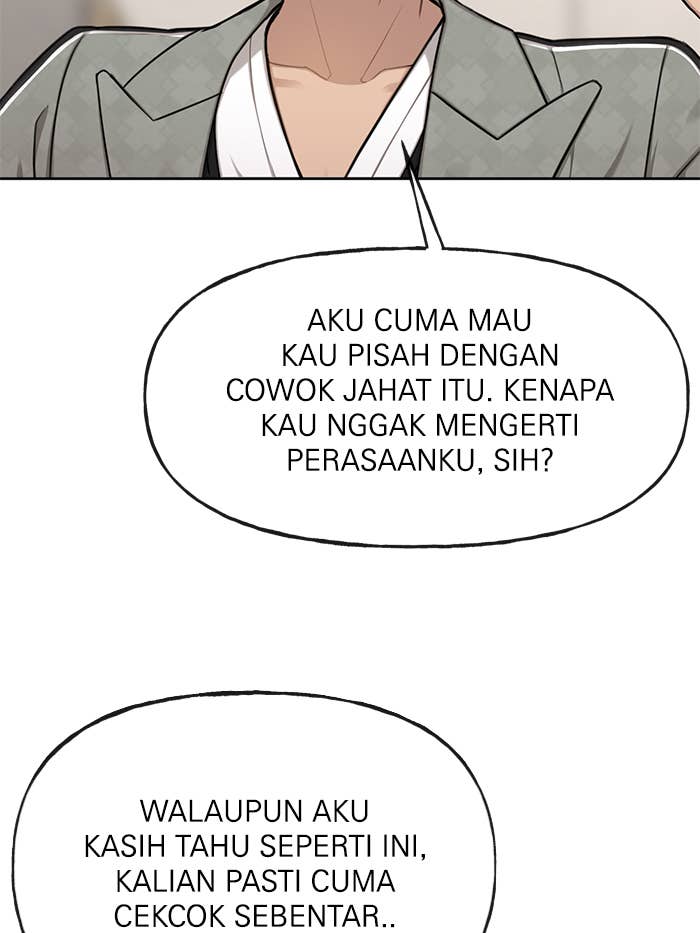 AKU CUMA MAU
KAU PISAH DENGAN
COWOK JAHAT ITU. KENAPA
KAU NGGAK MENGERTI
PERASAANKU, SIH?
WALAUPUN AKU
KASIH TAHU SEPERTI INI,
KALIAN PASTI CUMA
CEKCOK SEBENTAR..